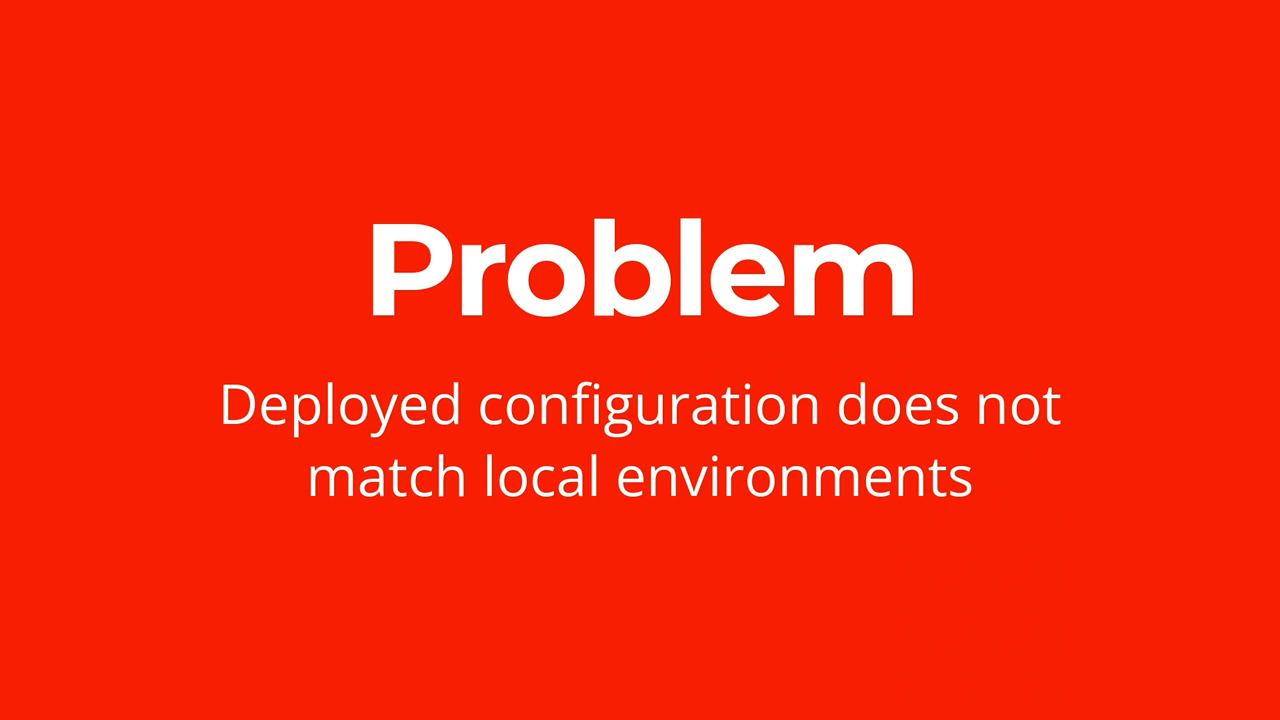 Problem
Deployed configuration does not
match local environments